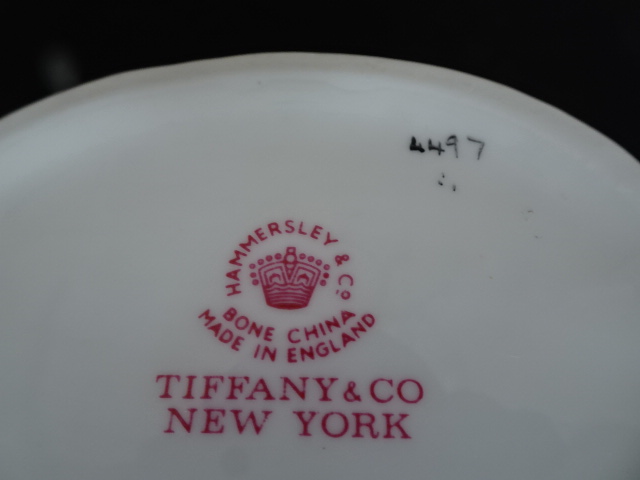 4497
HAMMERSLEY & Co.
BONE CHINA
MADE IN ENGLAND
TIFFANY & CO
NEW YORK